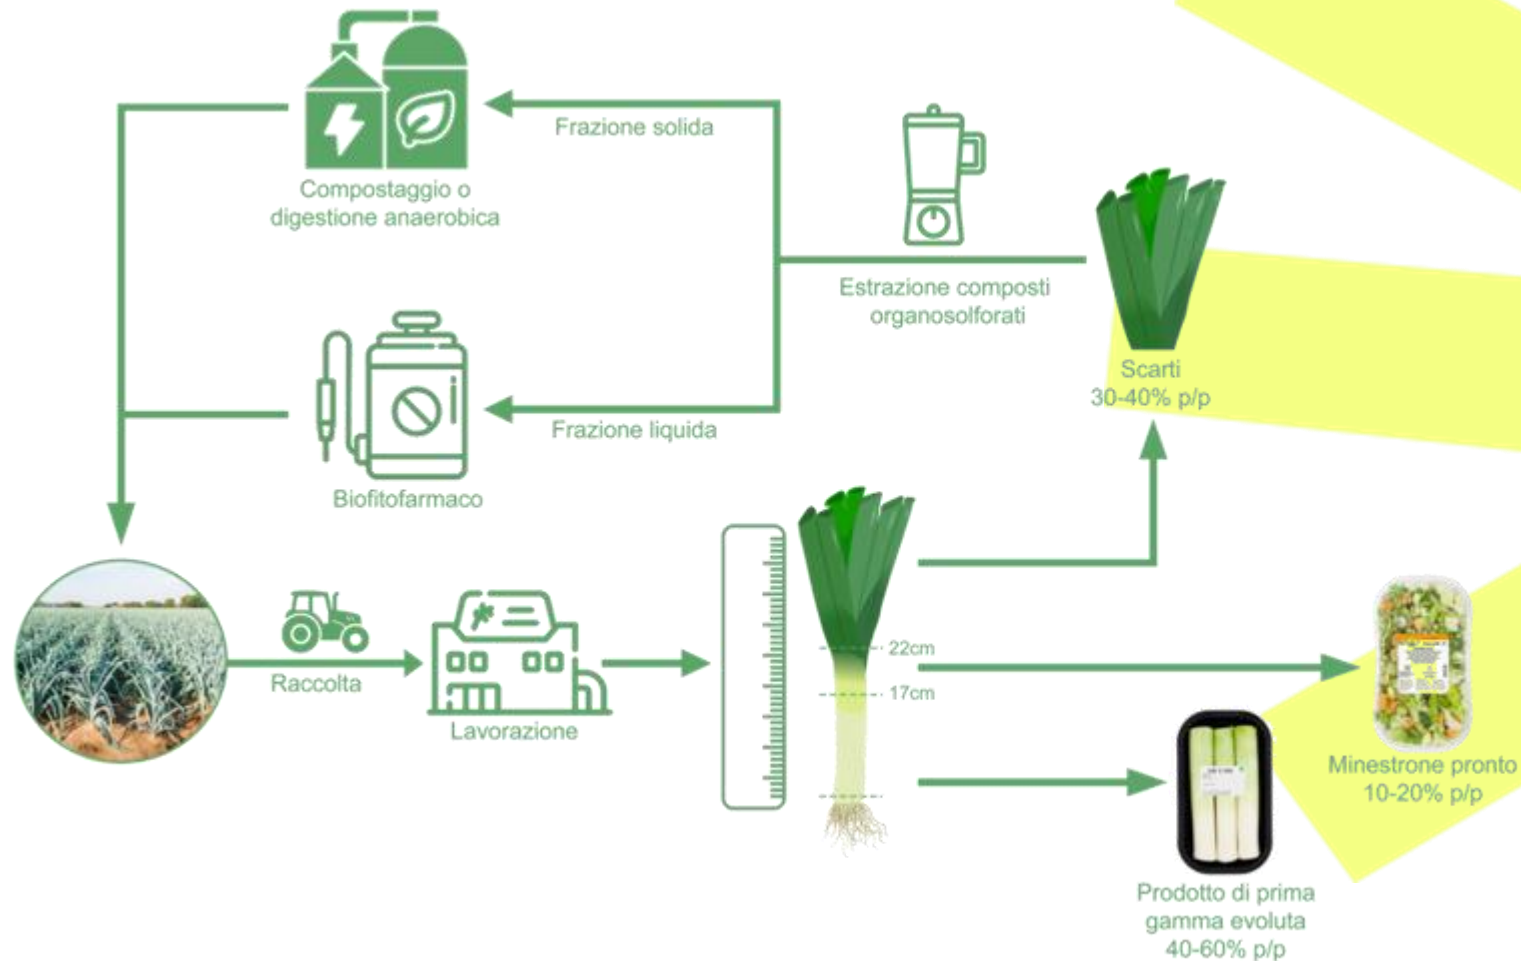 Frazione solida
Compostaggio o
digestione anaerobica
Estrazione composti
organosolforati
Scarti
30-40% p/p
Frazione liquida
Biofitofarmaco
22cm
17cm
Raccolta
Lavorazione
Minestrone pronto
10-20% p/p
Prodotto di prima
gamma evoluta
40-60% p/p